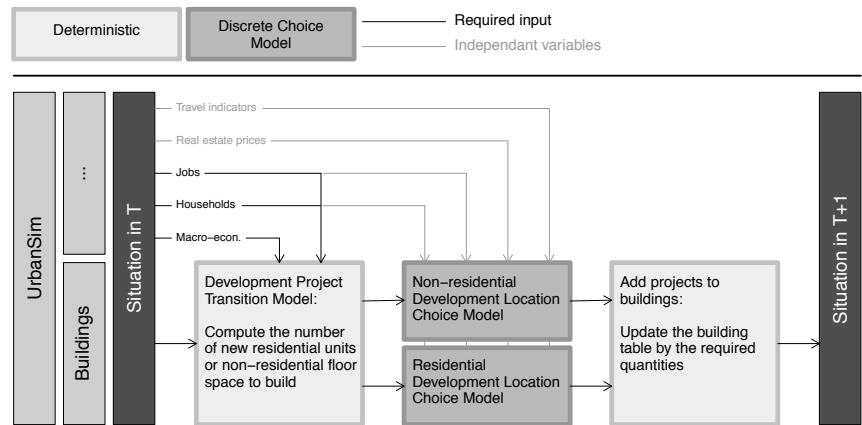 Deterministic
Discrete Choice
Model
Required input
Independant variables
UrbanSim
...
Buildings
Situation in T
Travel indicators
Real estate prices
Jobs
Households
Macro−econ.
Development Project
Transition Model:
Compute the number
of new residential units
or non−residential floor
space to build
Non−residential
Development Location
Choice Model
Residential
Development Location
Choice Model
Add projects to
buildings:
Update the building
table by the required
quantities
Situation in T+1